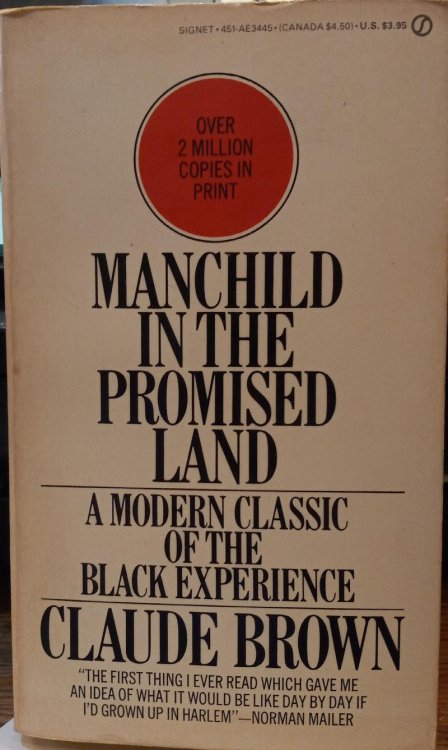 SIGNET • 451-AE3445 • (CANADA $4.50) • U.S. $3.95
OVER
2 MILLION
COPIES IN
PRINT
MANCHILD
IN THE
PROMISED
LAND
A MODERN CLASSIC
OF THE
BLACK EXPERIENCE
CLAUDE BROWN
"THE FIRST THING I EVER READ WHICH GAVE ME
AN IDEA OF WHAT IT WOULD BE LIKE DAY BY DAY IF
I'D GROWN UP IN HARLEM"—NORMAN MAILER